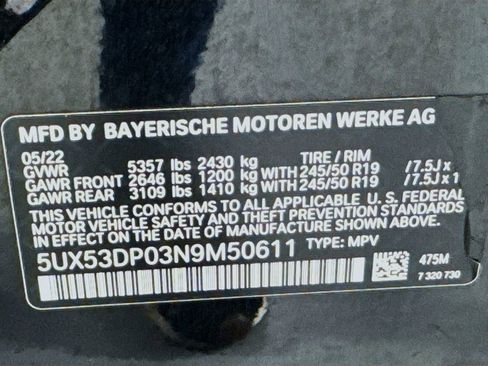 MFD BY BAYERISCHE MOTOREN WERKE AG
05/22 TIRE / RIM
GVWR 5357 lbs 2430 kg
GAWR FRONT 2646 lbs 1200 kg WITH 245/50 R19 /7.5J x
GAWR REAR 3109 lbs 1410 kg WITH 245/50 R19 /7.5J x 1
THIS VEHICLE CONFORMS TO ALL APPLICABLE U. S. FEDERAL
MOTOR VEHICLE SAFETY AND THEFT PREVENTION STANDARDS
IN EFFECT ON THE DATE OF MANUFACTURE SHOWN ABOVE.
5UX53DP03N9M50611 TYPE: MPV
475M
7 320 730